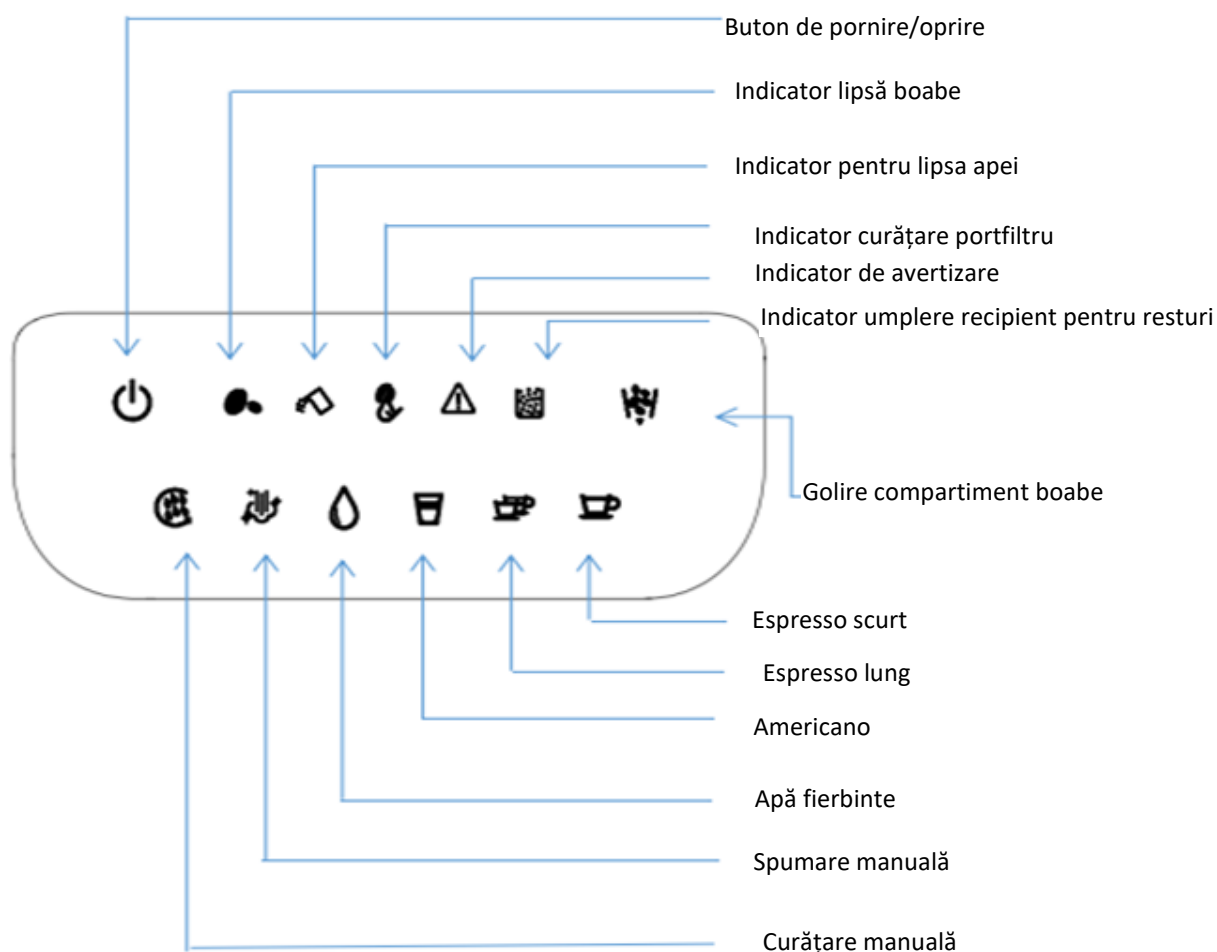 Buton de pornire/oprire
Indicator lipsă boabe
Indicator pentru lipsa apei
Indicator curățare portfiltru
Indicator de avertizare
Indicator umplere recipient pentru resturi
Golire compartiment boabe
Espresso scurt
Espresso lung
Americano
Apă fierbinte
Spumare manuală
Curățare manuală